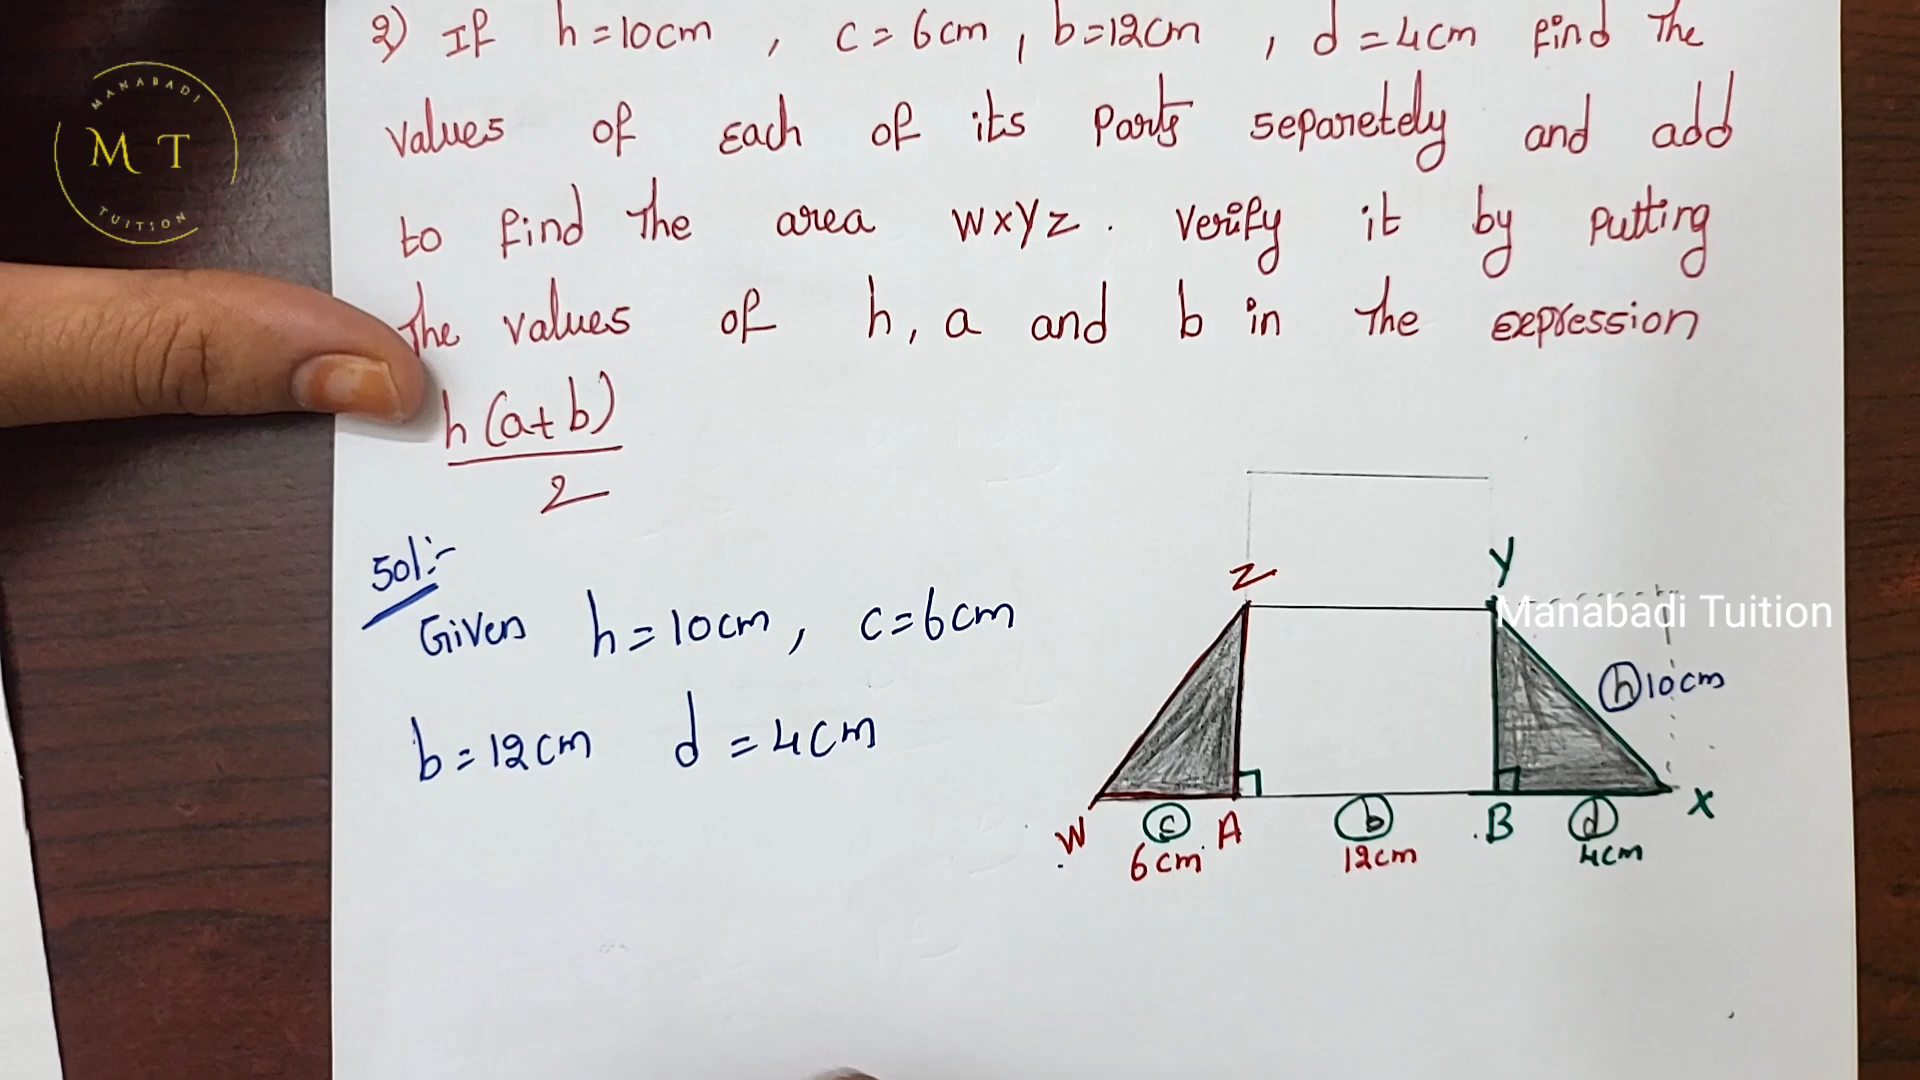 2) If h=10cm , c=6cm , b=12cm , d=4cm find the
values of each of its parts separetely and add
to find the area wxyz. Verify it by putting
the values of h, a and b in the expression
h(a+b)
2
Sol:-
Given h=10cm, c=6cm
b=12cm d=4cm
Z
Y
h 10cm
W c A b B d X
6cm 12cm 4cm
MANABADI
MT
TUITION
Manabadi Tuition